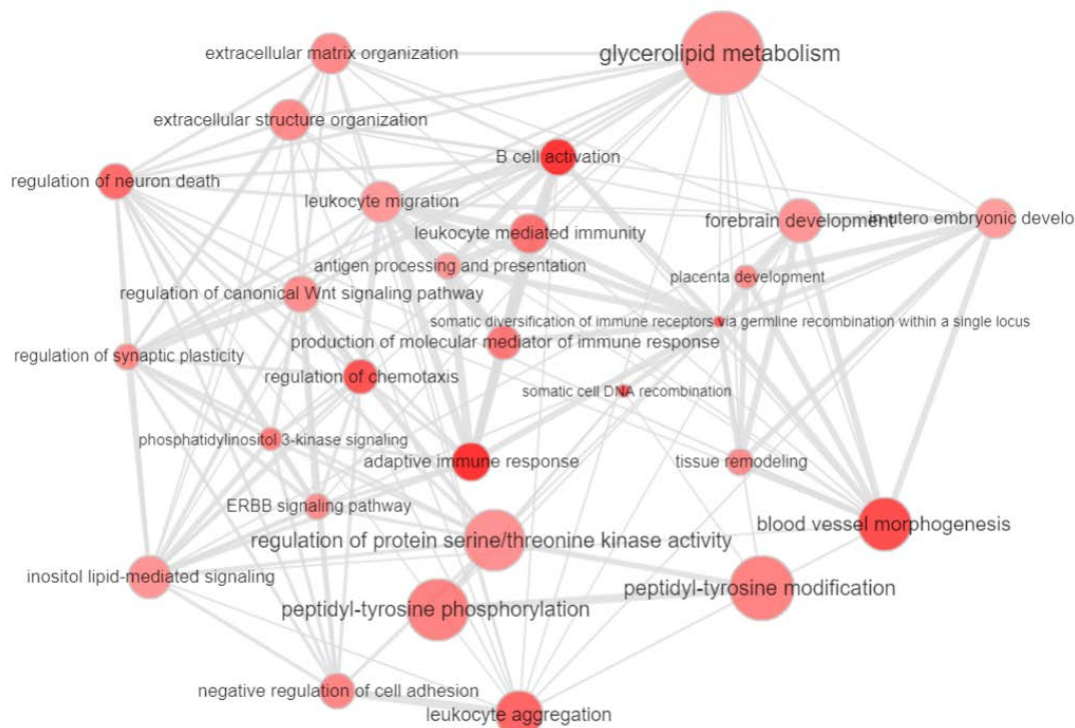 extracellular matrix organization
glycerolipid metabolism
extracellular structure organization
B cell activation
regulation of neuron death
leukocyte migration
leukocyte mediated immunity
forebrain development
in utero embryonic develo
antigen processing and presentation
placenta development
regulation of canonical Wnt signaling pathway
somatic diversification of immune receptors via germline recombination within a single locus
production of molecular mediator of immune response
regulation of synaptic plasticity
regulation of chemotaxis
somatic cell DNA recombination
phosphatidylinositol 3-kinase signaling
adaptive immune response
tissue remodeling
ERBB signaling pathway
blood vessel morphogenesis
regulation of protein serine/threonine kinase activity
inositol lipid-mediated signaling
peptidyl-tyrosine modification
peptidyl-tyrosine phosphorylation
negative regulation of cell adhesion
leukocyte aggregation